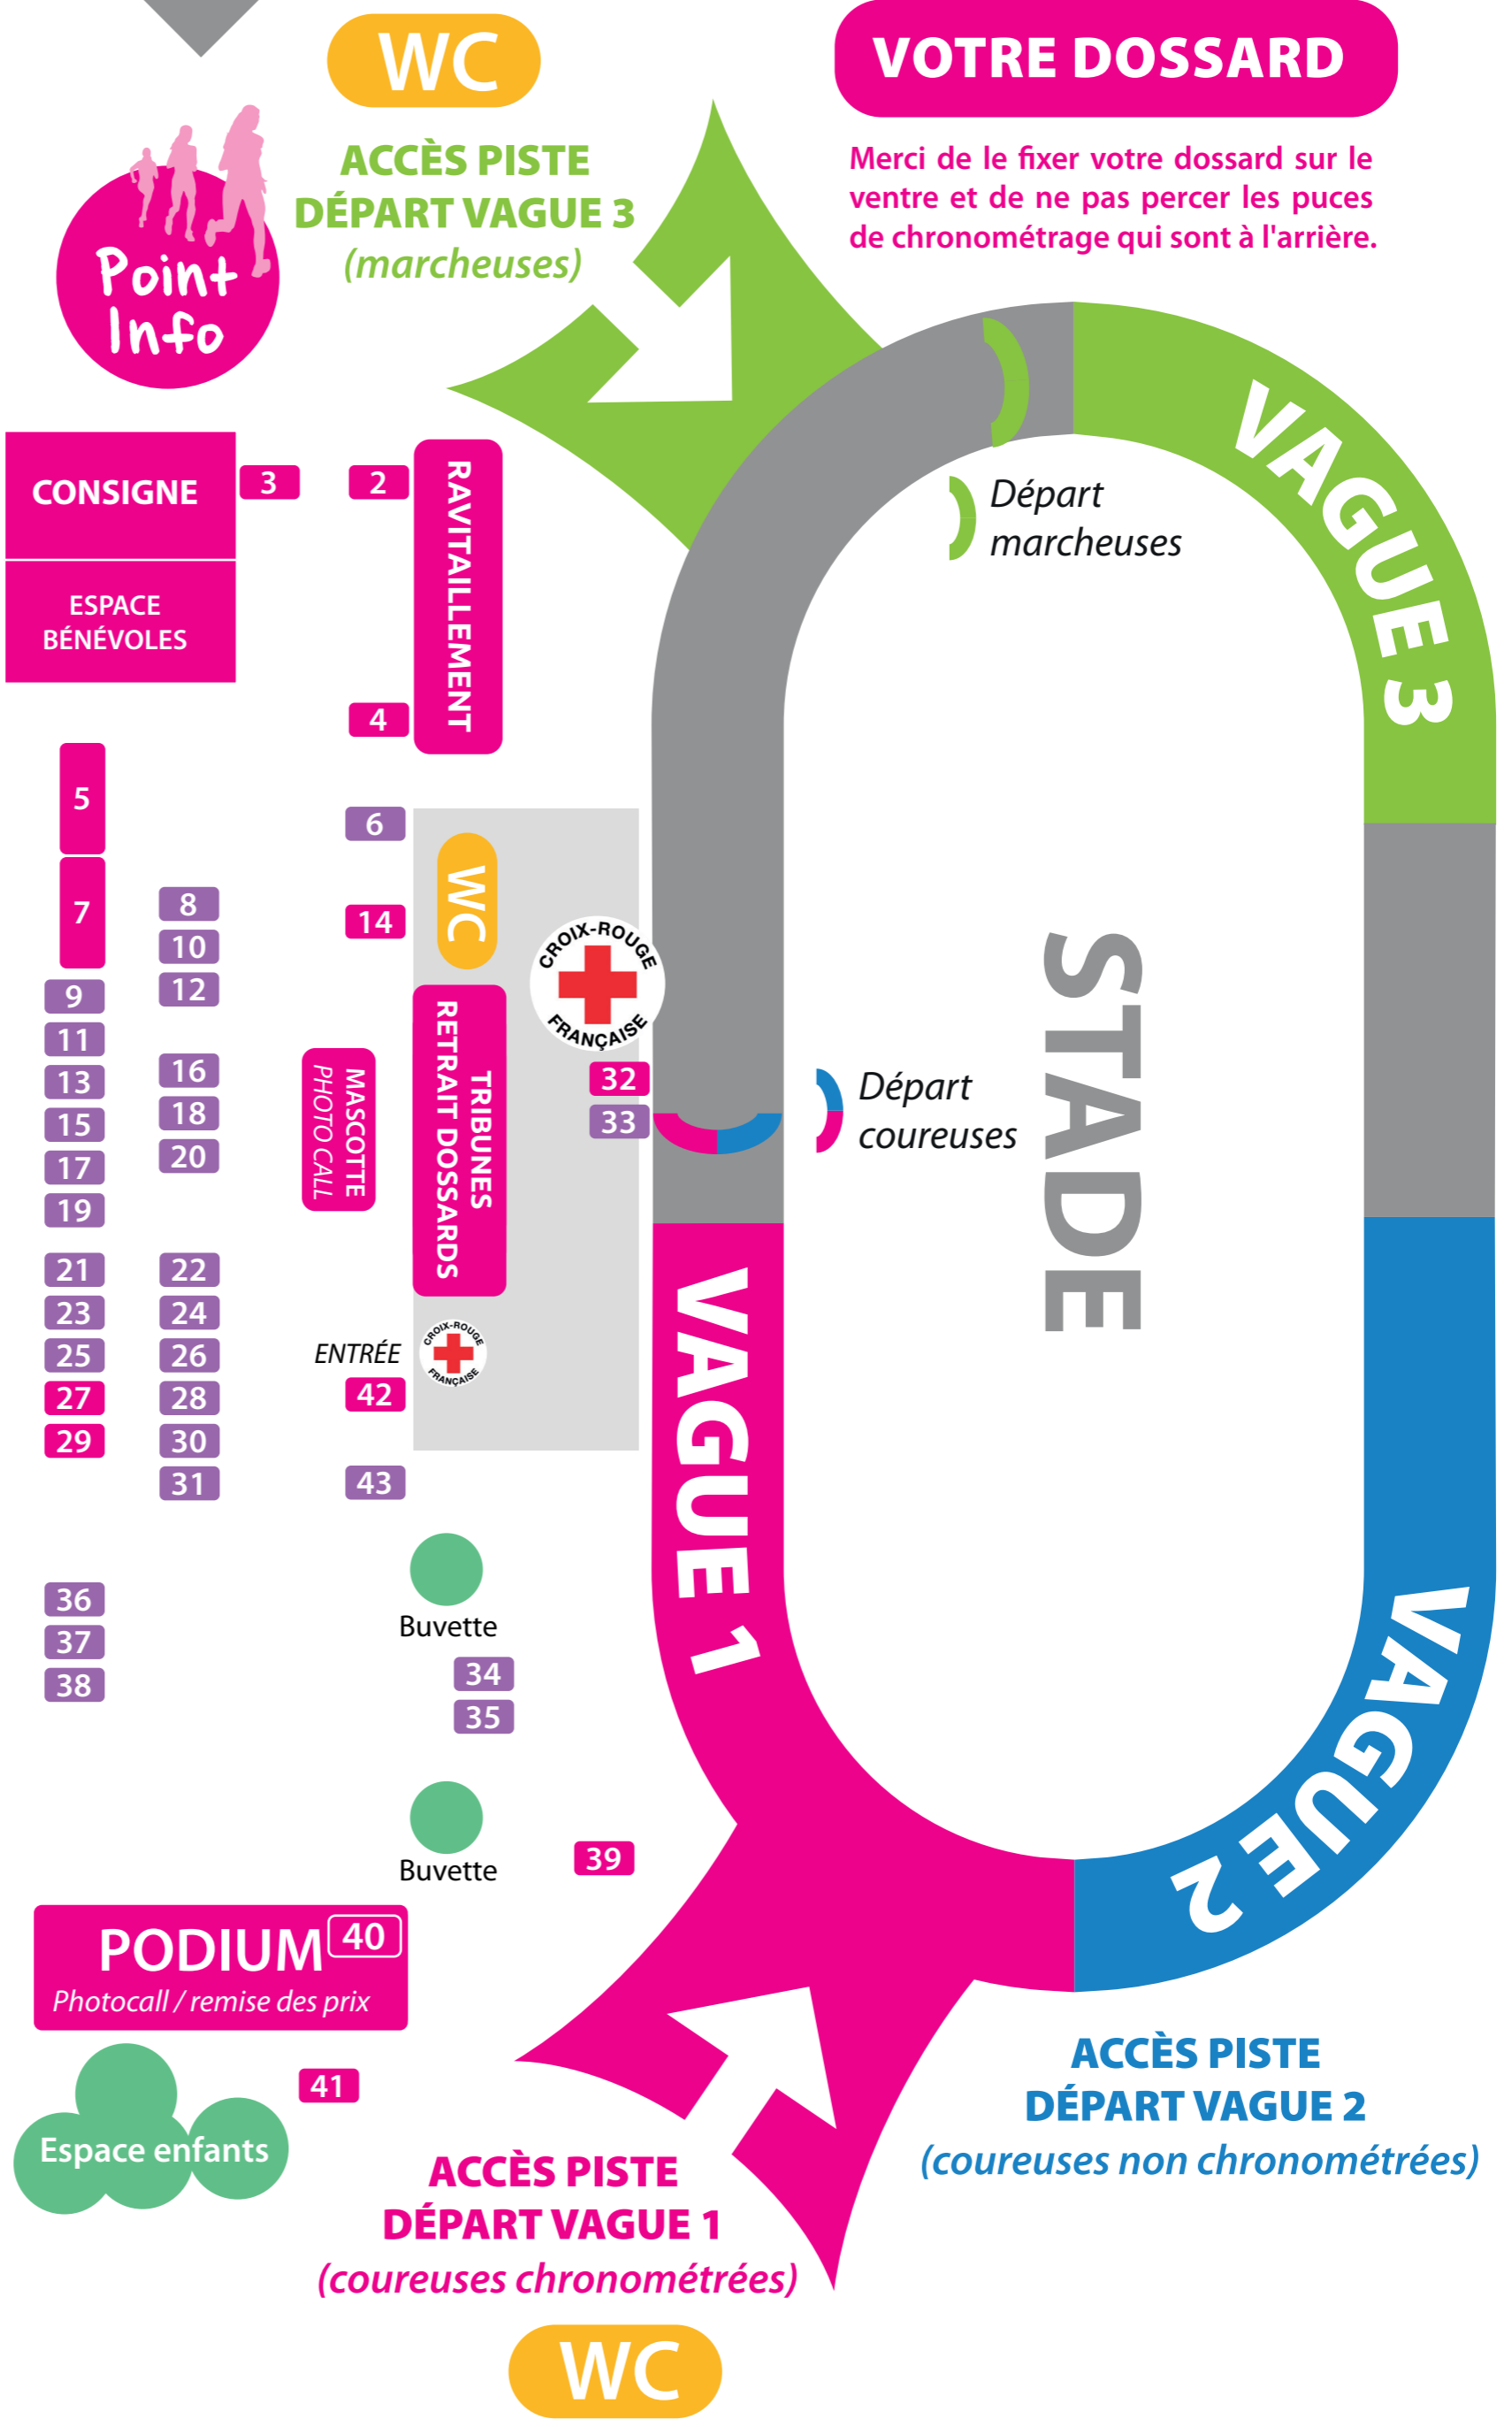 WC
VOTRE DOSSARD
Merci de le fixer votre dossard sur le
ventre et de ne pas percer les puces
de chronométrage qui sont à l'arrière.
ACCÈS PISTE
DÉPART VAGUE 3
(marcheuses)
Point
Info
CONSIGNE
3
2
RAVITAILLEMENT
ESPACE
BÉNÉVOLES
4
Départ
marcheuses
VAGUE 3
5
6
7
WC
8
14
10
12
9
11
13
15
17
19
16
18
20
CROIX-ROUGE
FRANÇAISE
32
33
MASCOTTE
PHOTO CALL
TRIBUNES
RETRAIT DOSSARDS
Départ
coureuses
STADE
21
22
23
24
25
26
27
28
29
30
31
ENTRÉE
CROIX-ROUGE
FRANÇAISE
42
43
VAGUE 1
Buvette
36
37
38
34
35
VAGUE 2
Buvette
39
PODIUM
40
Photocall / remise des prix
41
Espace enfants
ACCÈS PISTE
DÉPART VAGUE 2
(coureuses non chronométrées)
ACCÈS PISTE
DÉPART VAGUE 1
(coureuses chronométrées)
WC